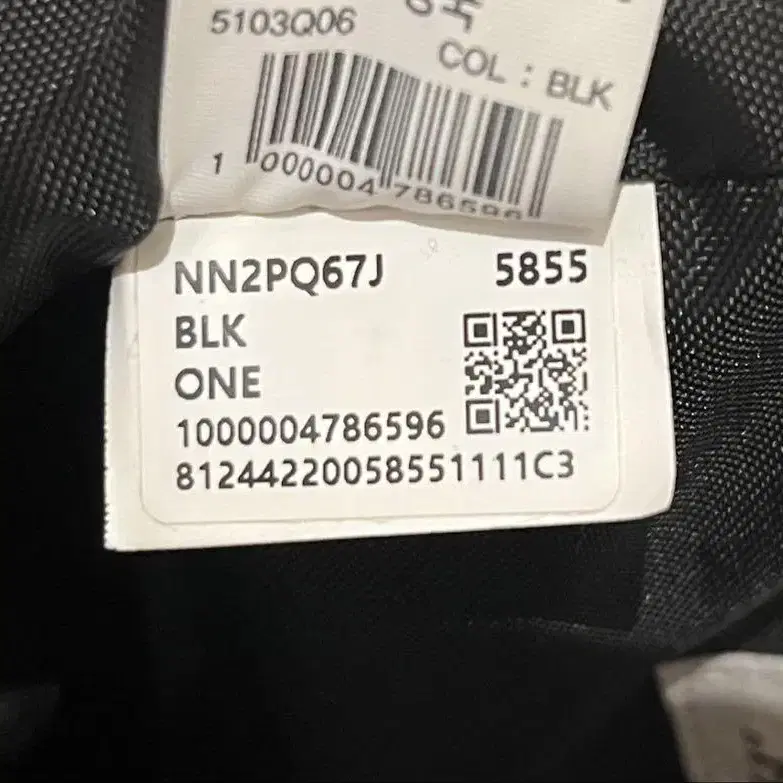 5103Q06
COL : BLK
1 000004 786596
NN2PQ67J 5855
BLK
ONE
1000004786596
81244220058551111C3